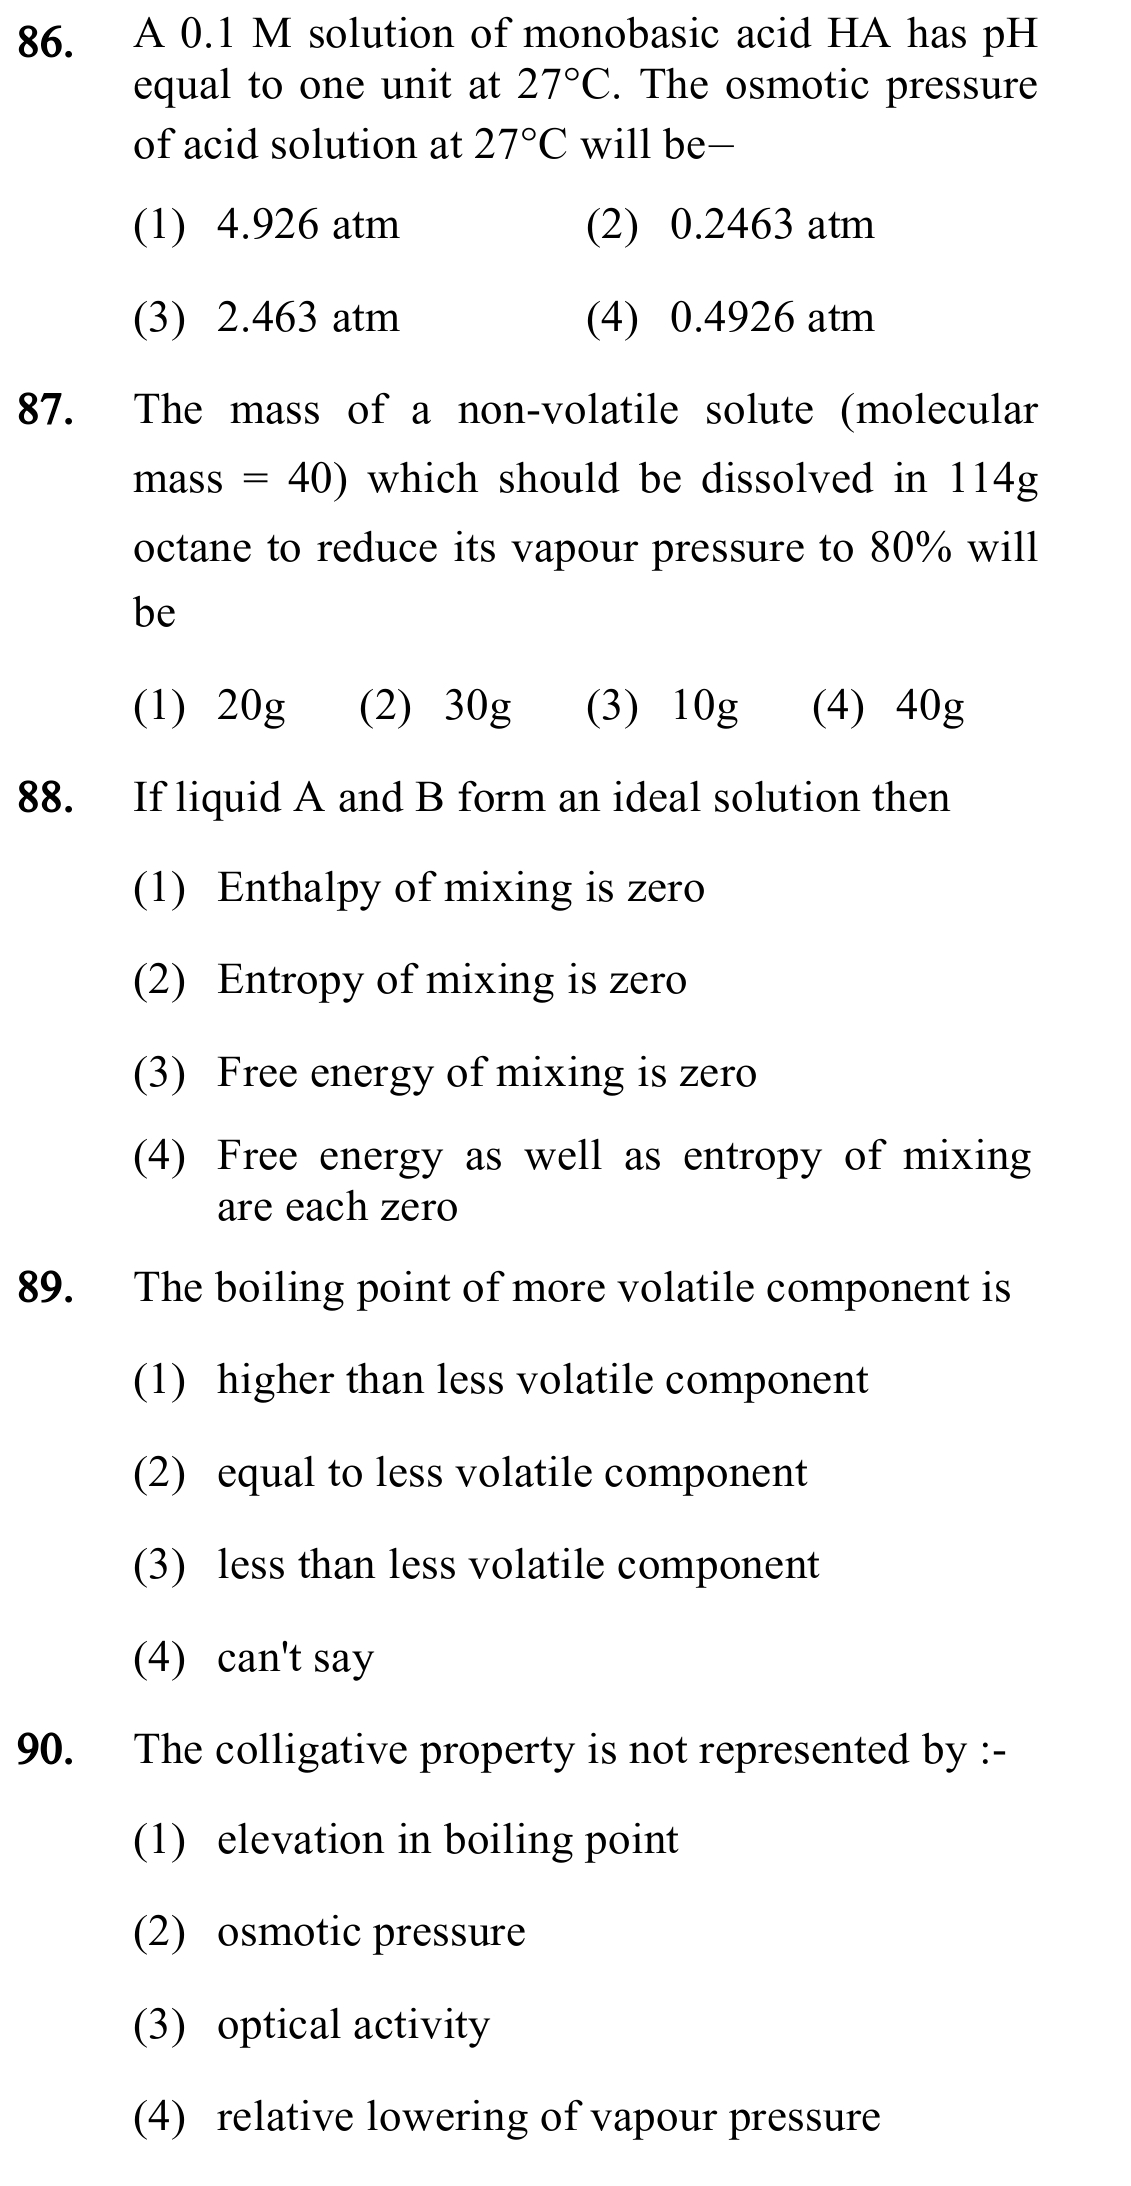 86. A 0.1 M solution of monobasic acid HA has pH
equal to one unit at 27°C. The osmotic pressure
of acid solution at 27°C will be–
(1) 4.926 atm (2) 0.2463 atm
(3) 2.463 atm (4) 0.4926 atm
87. The mass of a non-volatile solute (molecular
mass = 40) which should be dissolved in 114g
octane to reduce its vapour pressure to 80% will
be
(1) 20g (2) 30g (3) 10g (4) 40g
88. If liquid A and B form an ideal solution then
(1) Enthalpy of mixing is zero
(2) Entropy of mixing is zero
(3) Free energy of mixing is zero
(4) Free energy as well as entropy of mixing
are each zero
89. The boiling point of more volatile component is
(1) higher than less volatile component
(2) equal to less volatile component
(3) less than less volatile component
(4) can't say
90. The colligative property is not represented by :-
(1) elevation in boiling point
(2) osmotic pressure
(3) optical activity
(4) relative lowering of vapour pressure